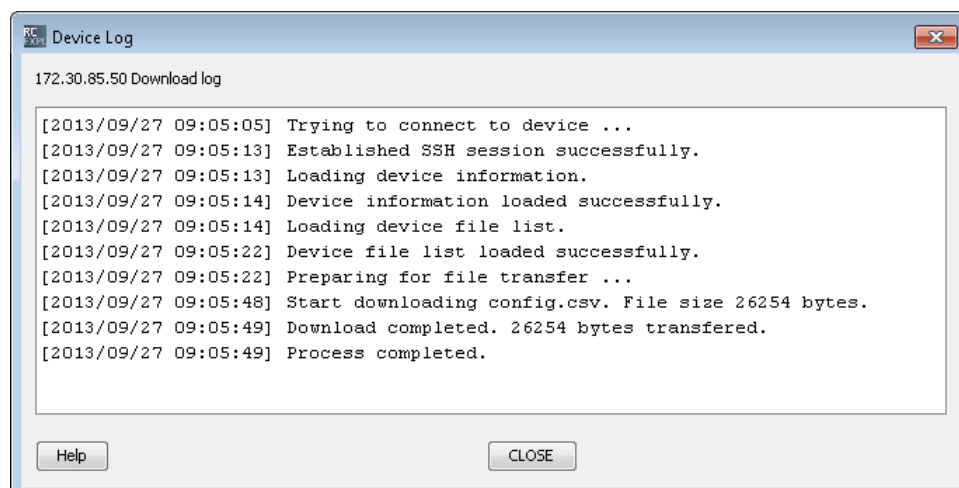 RC
EXPL
Device Log
172.30.85.50 Download log
[2013/09/27 09:05:05] Trying to connect to device ...
[2013/09/27 09:05:13] Established SSH session successfully.
[2013/09/27 09:05:13] Loading device information.
[2013/09/27 09:05:14] Device information loaded successfully.
[2013/09/27 09:05:14] Loading device file list.
[2013/09/27 09:05:22] Device file list loaded successfully.
[2013/09/27 09:05:22] Preparing for file transfer ...
[2013/09/27 09:05:48] Start downloading config.csv. File size 26254 bytes.
[2013/09/27 09:05:49] Download completed. 26254 bytes transfered.
[2013/09/27 09:05:49] Process completed.
Help
CLOSE